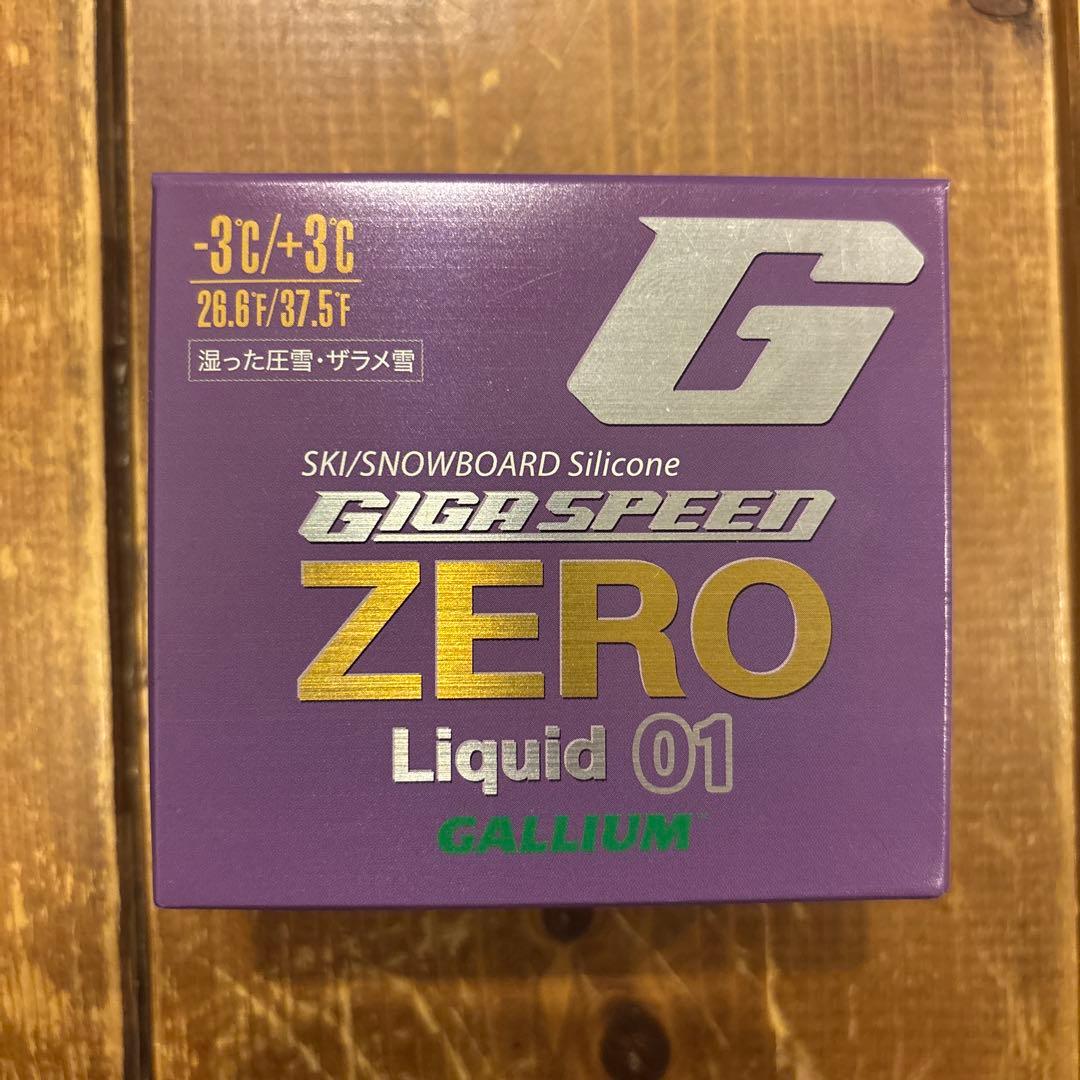 -3℃/+3℃
26.6°F/37.5°F
湿った圧雪・ザラメ雪
G
SKI/SNOWBOARD Silicone
GIGA SPEED
ZERO
Liquid 01
GALLIUM™